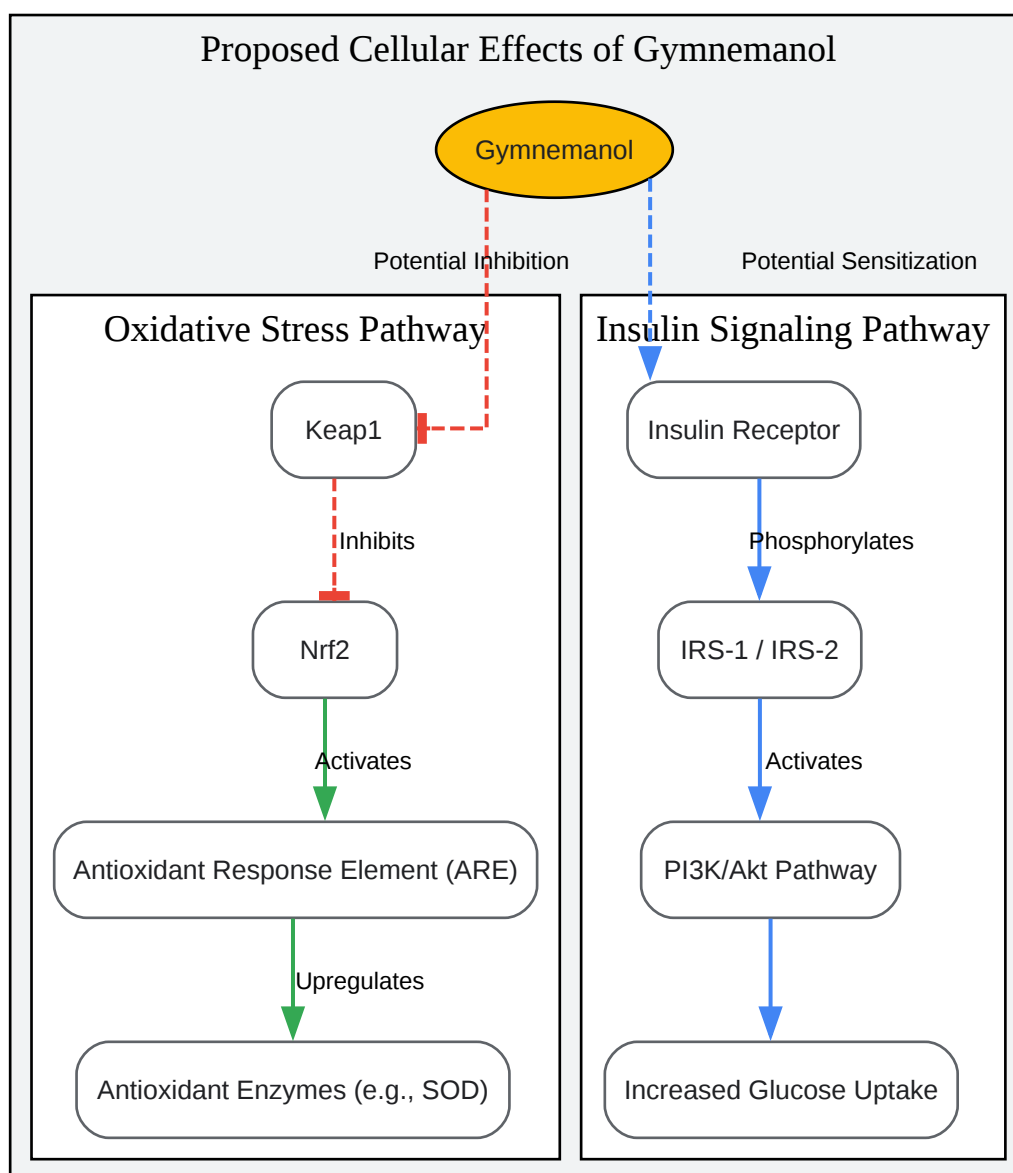 Proposed Cellular Effects of Gymnemanol
Gymnemanol
Potential Inhibition
Potential Sensitization
Oxidative Stress Pathway
Insulin Signaling Pathway
Keap1
Insulin Receptor
Inhibits
Phosphorylates
Nrf2
IRS-1 / IRS-2
Activates
Activates
Antioxidant Response Element (ARE)
PI3K/Akt Pathway
Upregulates
Antioxidant Enzymes (e.g., SOD)
Increased Glucose Uptake